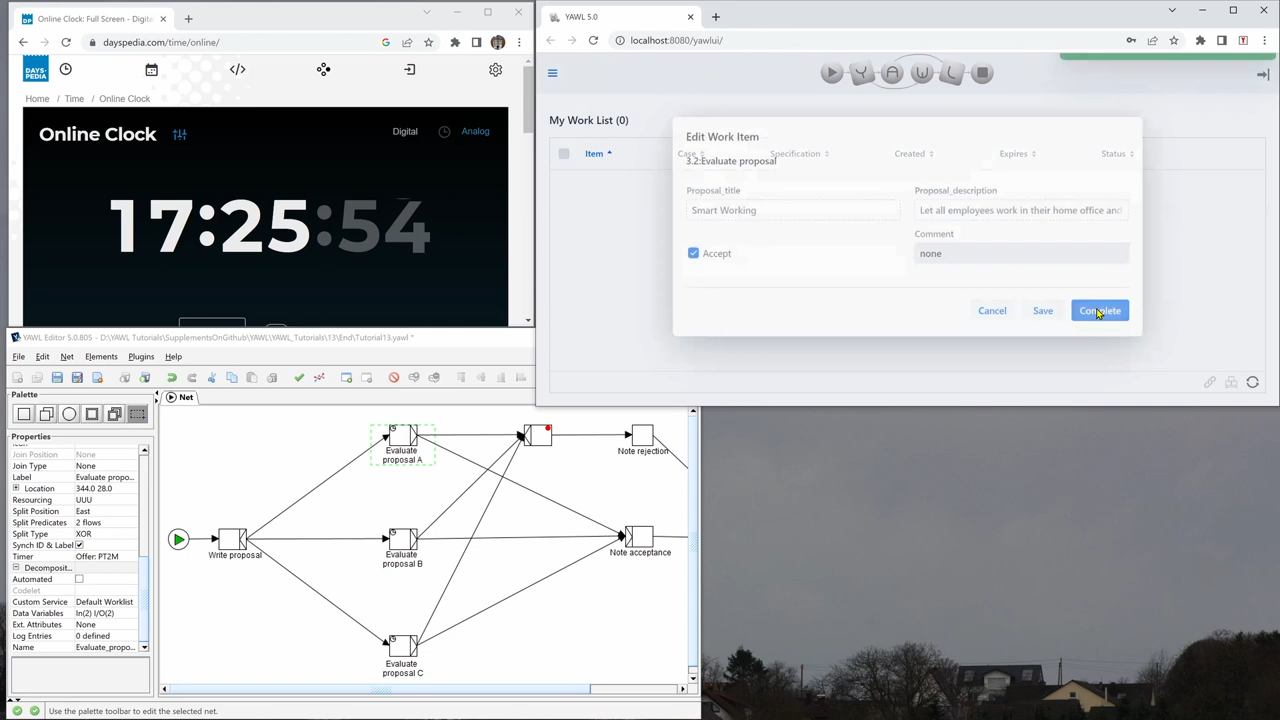 Online Clock: Full Screen - Digita
dayspedia.com/time/online/
DAYS-
PEDIA
Home / Time / Online Clock
Online Clock
Digital
Analog
17:25:54
YAWL 5.0
localhost:8080/yawlui/
Y A W L
My Work List (0)
Item
Case
Specification
Created
Expires
Status
Edit Work Item
3.2:Evaluate proposal
Proposal_title
Proposal_description
Smart Working
Let all employees work in their home office and
Comment
Accept
none
Cancel
Save
Complete
YAWL Editor 5.0.805 - D:\YAWL Tutorials\SupplementsOnGithub\YAWL\YAWL_Tutorials\13\End\Tutorial13.yawl *
File Edit Net Elements Plugins Help
Palette
Net
Properties
Join Position None
Join Type None
Label Evaluate propo...
Location 344.0 28.0
Resourcing UUU
Split Position East
Split Predicates 2 flows
Split Type XOR
Synch ID & Label
Timer Offer: PT2M
Decomposit...
Automated
Codelet
Custom Service Default Worklist
Data Variables In(2) I/O(2)
Ext. Attributes None
Log Entries 0 defined
Name Evaluate_propo...
Write proposal
Evaluate
proposal A
Evaluate
proposal B
Evaluate
proposal C
Note rejection
Note acceptance
Use the palette toolbar to edit the selected net.